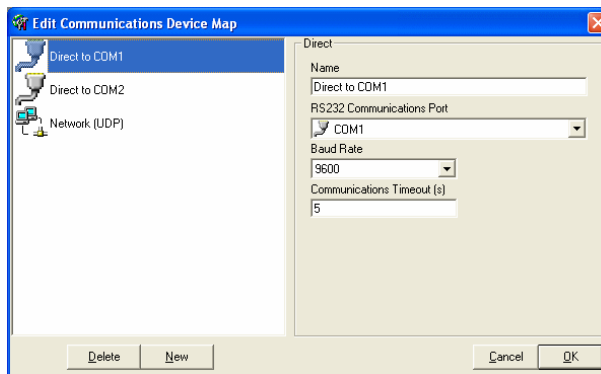 Edit Communications Device Map
Direct to COM1
Direct to COM2
Network (UDP)
Direct
Name
Direct to COM1
RS232 Communications Port
COM1
Baud Rate
9600
Communications Timeout (s)
5
Delete
New
Cancel
OK